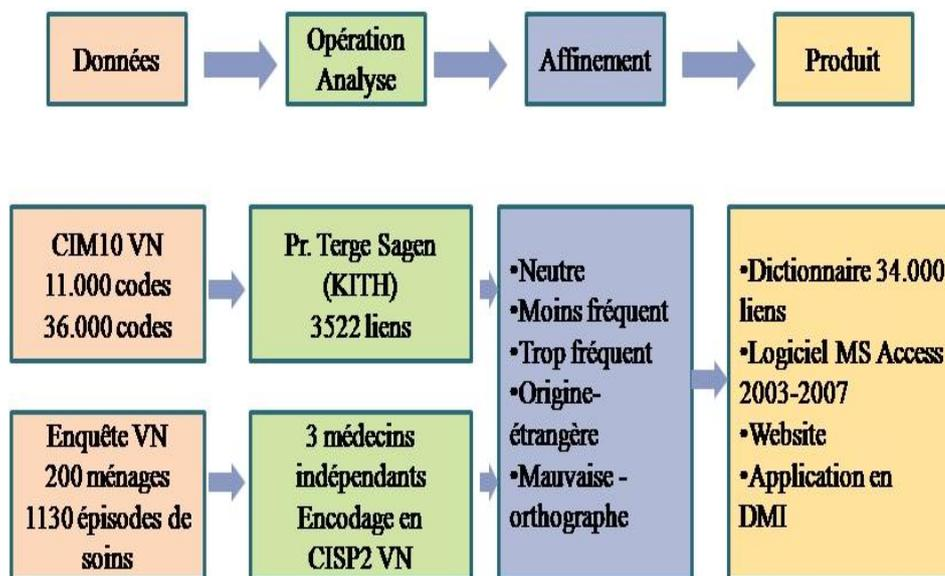 Données
Opération
Analyse
Affinement
Produit
CIM10 VN
11.000 codes
36.000 codes
Pr. Terge Sagen
(KITH)
3522 liens
Enquête VN
200 ménages
1130 épisodes de
soins
3 médecins
indépendants
Encodage en
CISP2 VN
•Neutre
•Moins fréquent
•Trop fréquent
•Origine-
étrangère
•Mauvaise -
orthographe
•Dictionnaire 34.000
liens
•Logiciel MS Access
2003-2007
•Website
•Application en
DMI